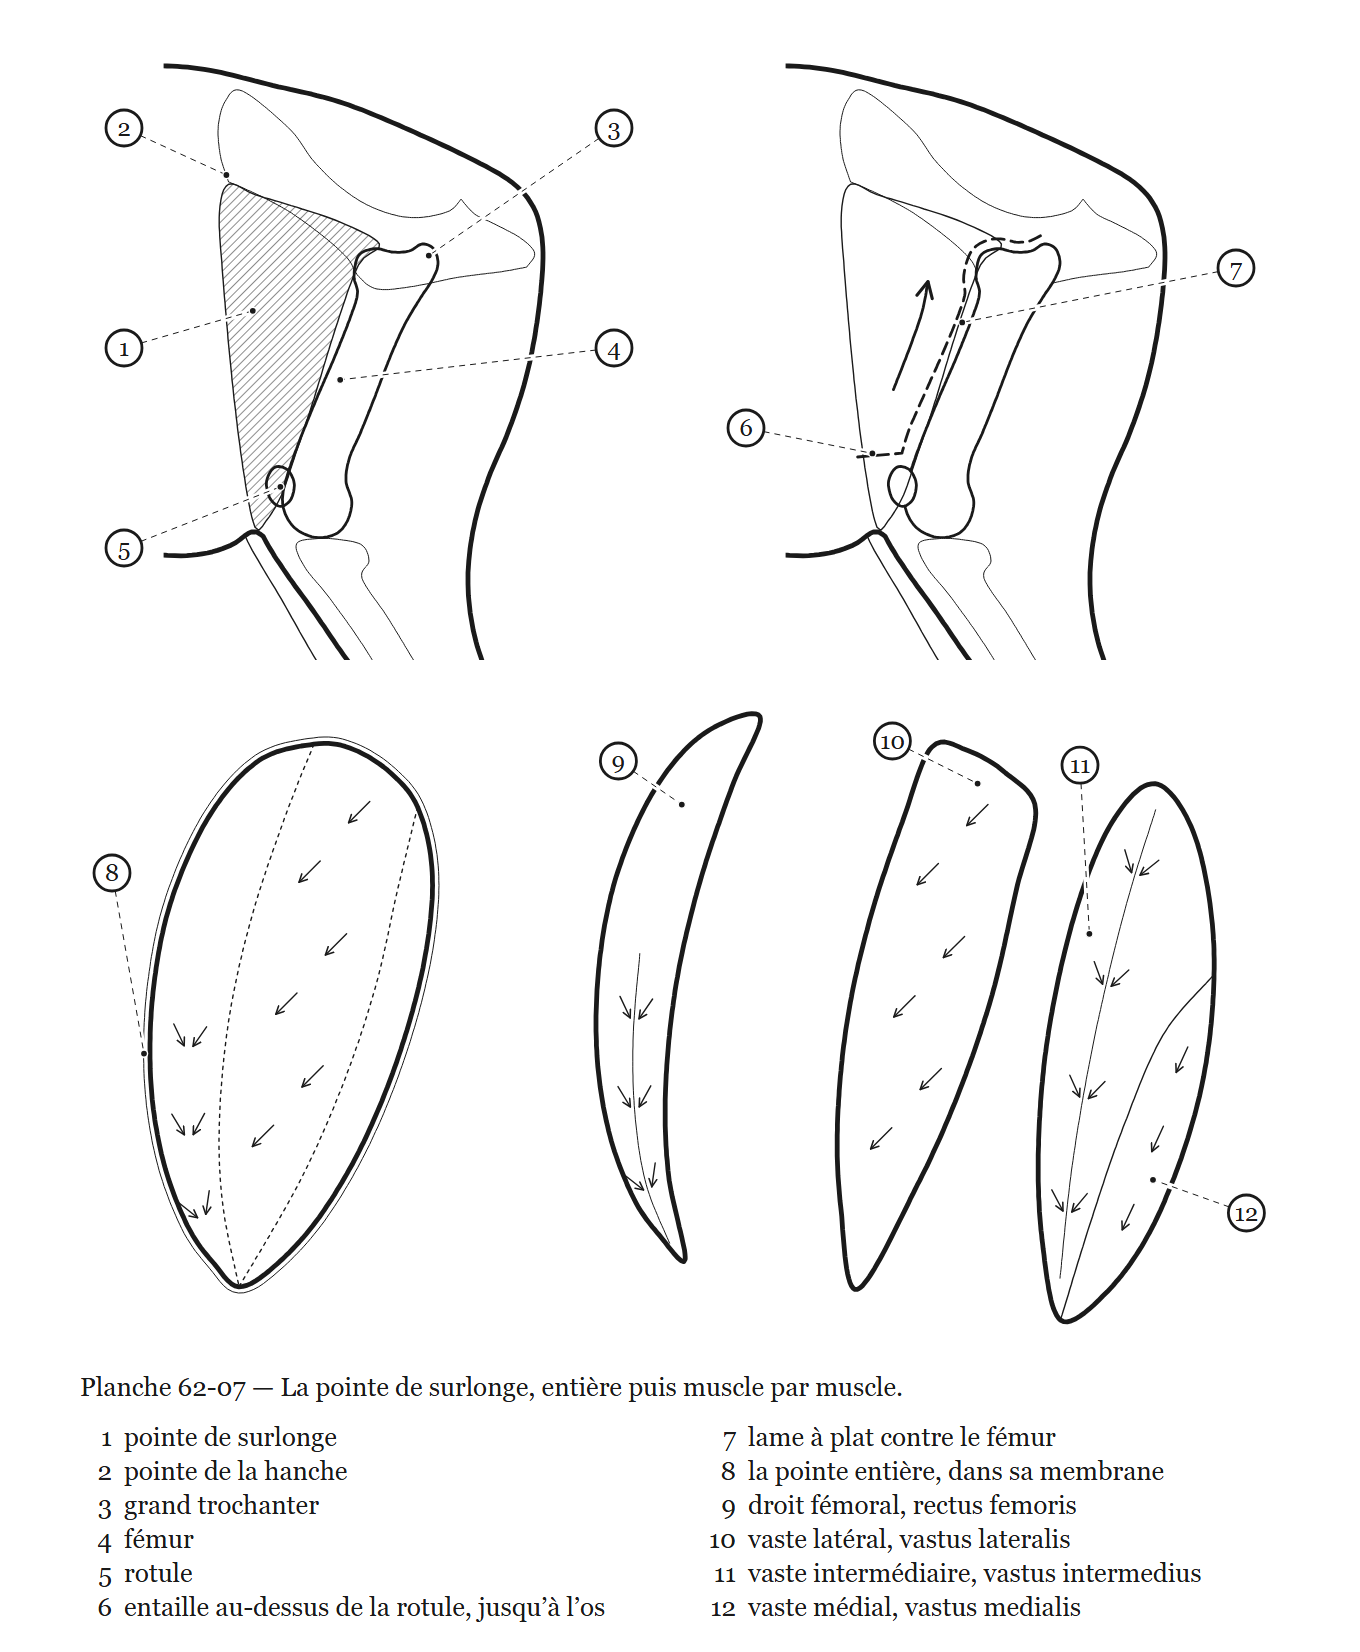 2
3
1
4
5
7
6
8
9
10
11
12
Planche 62-07 — La pointe de surlonge, entière puis muscle par muscle.
1 pointe de surlonge
2 pointe de la hanche
3 grand trochanter
4 fémur
5 rotule
6 entaille au-dessus de la rotule, jusqu’à l’os
7 lame à plat contre le fémur
8 la pointe entière, dans sa membrane
9 droit fémoral, rectus femoris
10 vaste latéral, vastus lateralis
11 vaste intermédiaire, vastus intermedius
12 vaste médial, vastus medialis